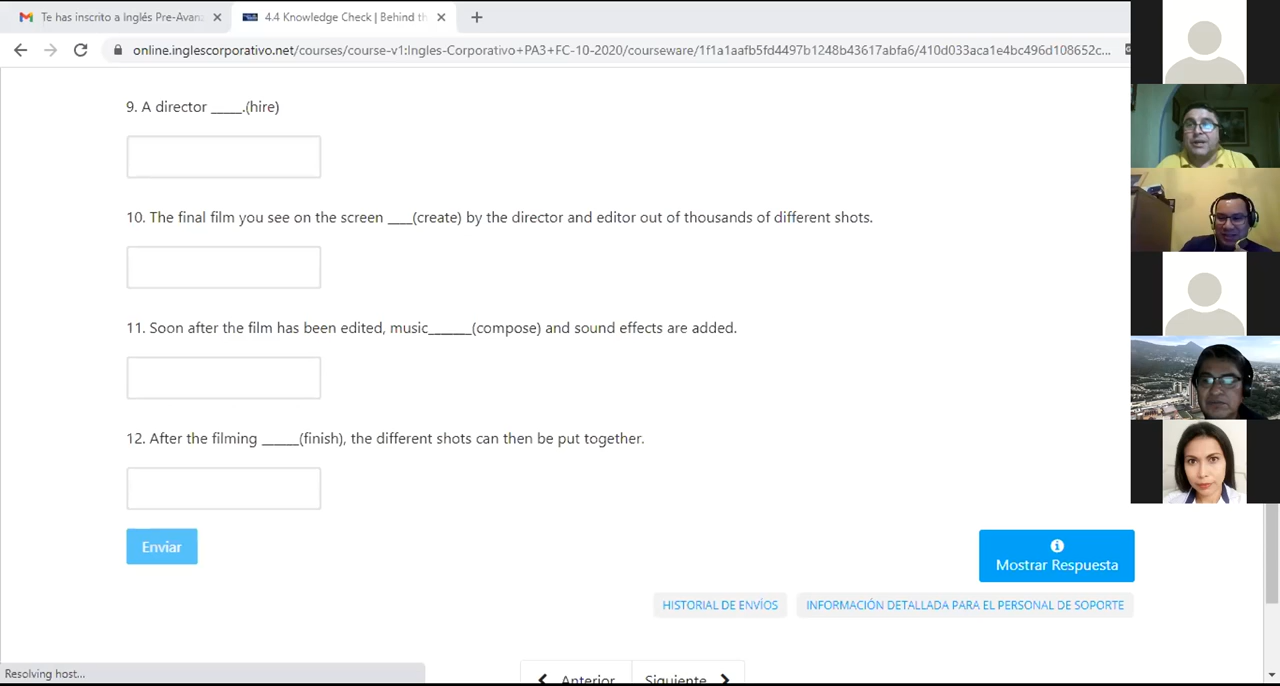 Te has inscrito a Inglés Pre-Avan
4.4 Knowledge Check | Behind th
online.inglescorporativo.net/courses/course-v1:Ingles-Corporativo+PA3+FC-10-2020/courseware/1f1a1aafb5fd4497b1248b43617abfa6/410d033aca1e4bc496d108652c...
9. A director _____.(hire)
10. The final film you see on the screen ____(create) by the director and editor out of thousands of different shots.
11. Soon after the film has been edited, music_______(compose) and sound effects are added.
12. After the filming ______(finish), the different shots can then be put together.
Enviar
Mostrar Respuesta
HISTORIAL DE ENVÍOS
INFORMACIÓN DETALLADA PARA EL PERSONAL DE SOPORTE
Resolving host...
Anterior
Siguiente